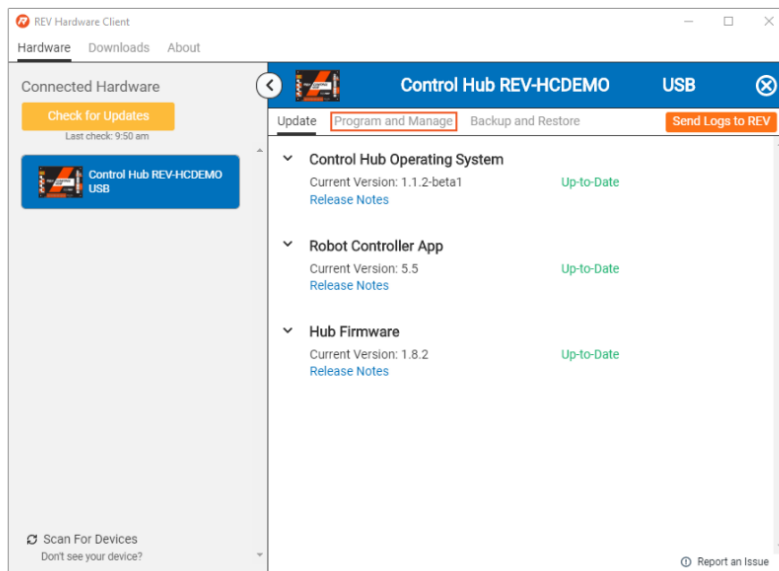 REV Hardware Client
Hardware Downloads About
Connected Hardware
Check for Updates
Last check: 9:50 am
Control Hub REV-HCDEMO
USB
Scan For Devices
Don't see your device?
Control Hub REV-HCDEMO USB
Update Program and Manage Backup and Restore Send Logs to REV
Control Hub Operating System
Current Version: 1.1.2-beta1 Up-to-Date
Release Notes
Robot Controller App
Current Version: 5.5 Up-to-Date
Release Notes
Hub Firmware
Current Version: 1.8.2 Up-to-Date
Release Notes
Report an Issue